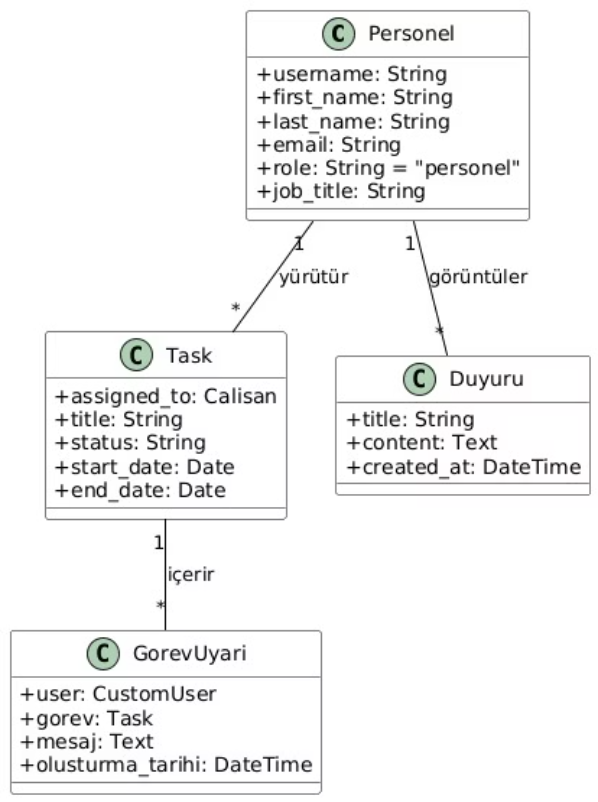 C Personel
+username: String
+first_name: String
+last_name: String
+email: String
+role: String = "personel"
+job_title: String
1
yürütür
*
1
görüntüler
*
C Task
+assigned_to: Calisan
+title: String
+status: String
+start_date: Date
+end_date: Date
C Duyuru
+title: String
+content: Text
+created_at: DateTime
1
içerir
*
C GorevUyari
+user: CustomUser
+gorev: Task
+mesaj: Text
+olusturma_tarihi: DateTime